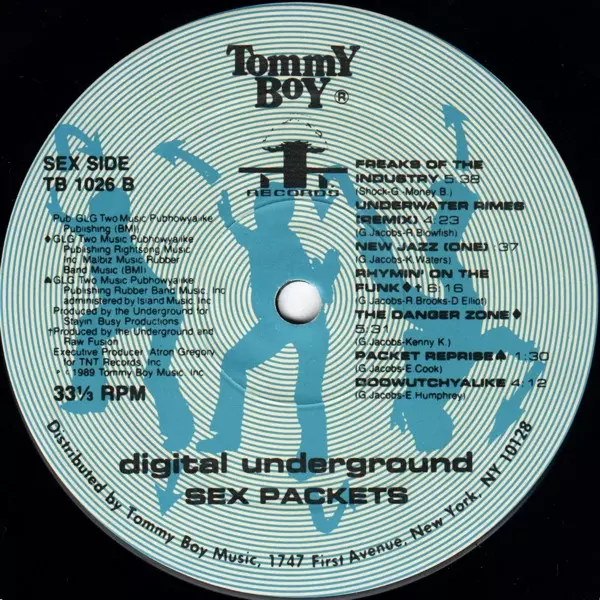 Tommy
Boy ®
RECORDS
SEX SIDE
TB 1026 B
Pub GLG Two Music Pubhowyalike
Publishing (BMI)
♦GLG Two Music Pubhowyalike
Publishing Rightsong Music
Inc Malbiz Music Rubber
Band Music (BMI)
♠GLG Two Music Pubhowyalike
Publishing Rubber Band Music Inc
administered by Island Music Inc
Produced by the Underground for
Stayin' Busy Productions
†Produced by the Underground and
Raw Fusion
Executive Producer Atron Gregory
for TNT Records, Inc
℗ ©1989 Tommy Boy Music, Inc
33⅓ RPM
FREAKS OF THE
INDUSTRY 5:38
(Shock-G -Money B.)
UNDERWATER RIMES
(REMIX) 4:23
(G.Jacobs-R.Blowfish)
NEW JAZZ (ONE) :37
(G.Jacobs-K.Waters)
RHYMIN' ON THE
FUNK♦† 6:16
(G.Jacobs-R.Brooks-D.Elliot)
THE DANGER ZONE♦
5:31
(G.Jacobs-Kenny K.)
PACKET REPRISE♠ 1:30
(G.Jacobs-E.Cook)
DOOWUTCHYALIKE 4:12
(G.Jacobs-E.Humphrey)
digital underground
SEX PACKETS
Distributed by Tommy Boy Music, 1747 First Avenue, New York, NY 10128